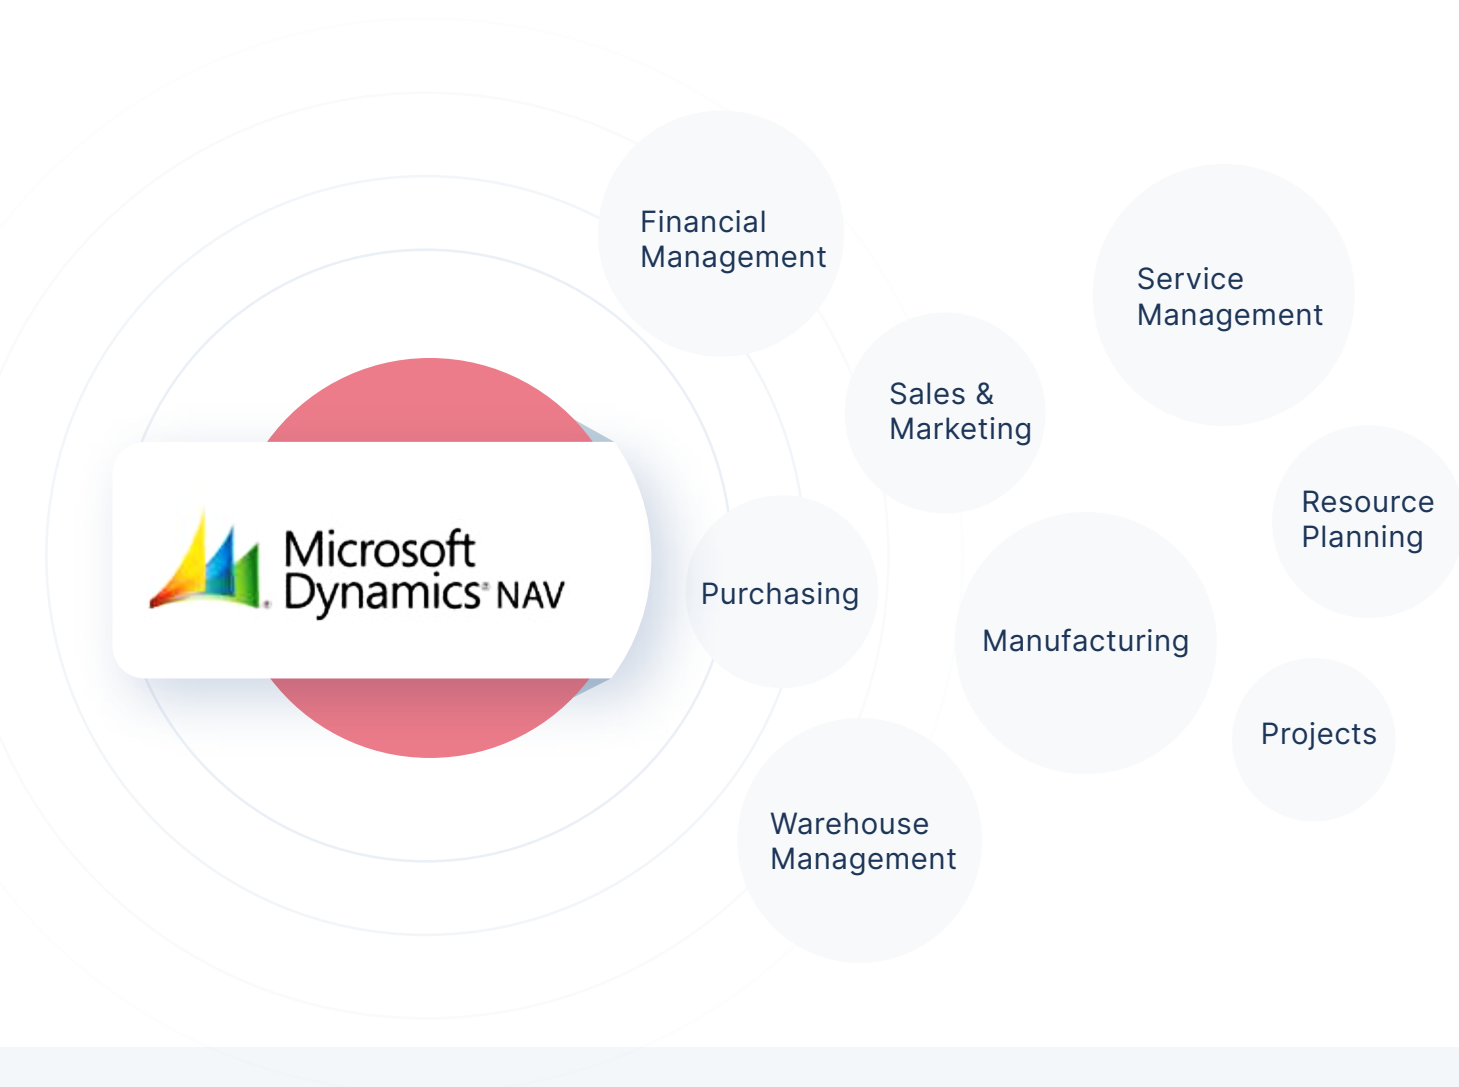 Financial
Management
Service
Management
Sales &
Marketing
Resource
Planning
Microsoft
Dynamics® NAV
®
Purchasing
Manufacturing
Projects
Warehouse
Management